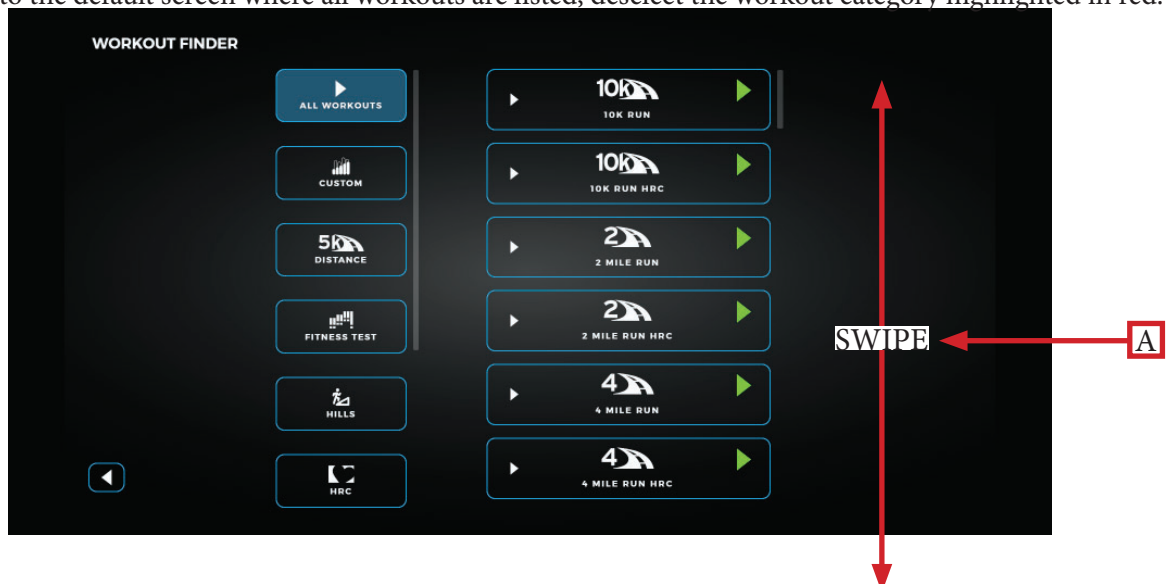 to the default screen where all workouts are listed, deselect the workout category highlighted in red.
WORKOUT FINDER
ALL WORKOUTS
CUSTOM
5K
DISTANCE
FITNESS TEST
HILLS
HRC
10K
10K RUN
10K
10K RUN HRC
2
2 MILE RUN
2
2 MILE RUN HRC
4
4 MILE RUN
4
4 MILE RUN HRC
SWIPE
A